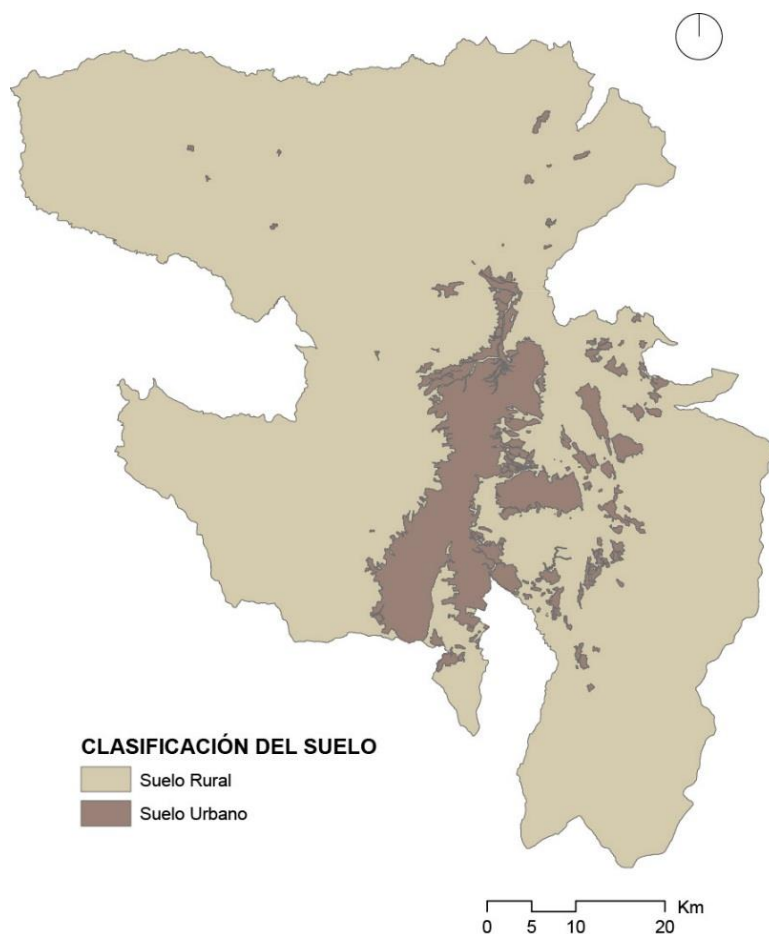 CLASIFICACIÓN DEL SUELO
Suelo Rural
Suelo Urbano
Km
0 5 10 20